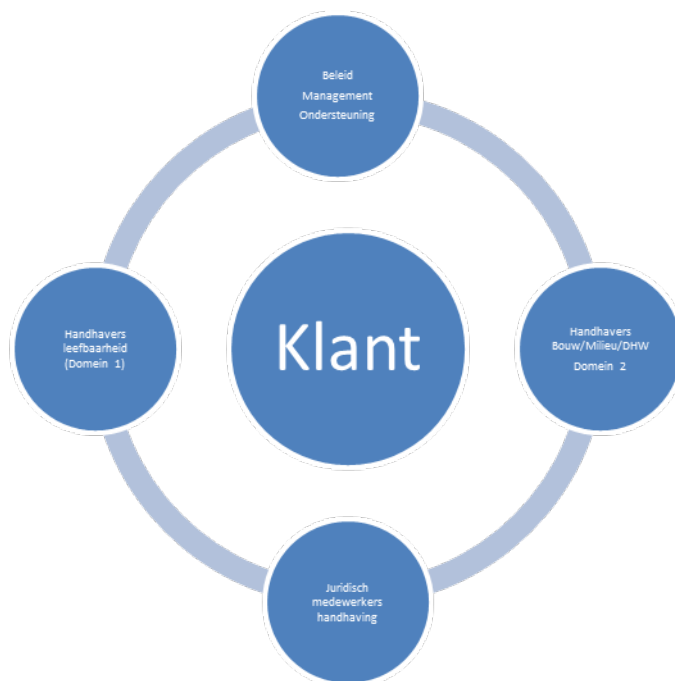 Beleid
Management
Ondersteuning
Handhavers
leefbaarheid
(Domein 1)
Klant
Handhavers
Bouw/Milieu/DHW
Domein 2
Juridisch
medewerkers
handhaving